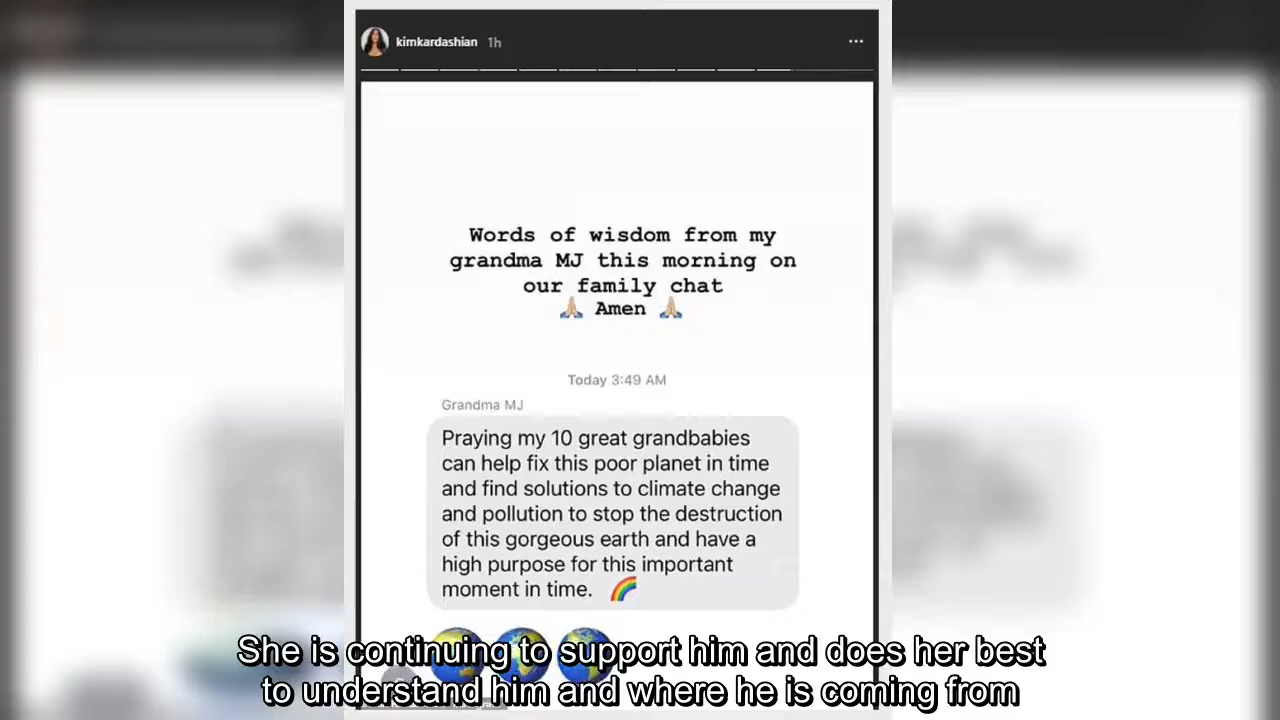 kimkardashian 1h
Words of wisdom from my
grandma MJ this morning on
our family chat
🙏🏼 Amen 🙏🏼
Today 3:49 AM
Grandma MJ
Praying my 10 great grandbabies
can help fix this poor planet in time
and find solutions to climate change
and pollution to stop the destruction
of this gorgeous earth and have a
high purpose for this important
moment in time. 🌈
🌏🌍🌎
She is continuing to support him and does her best
to understand him and where he is coming from